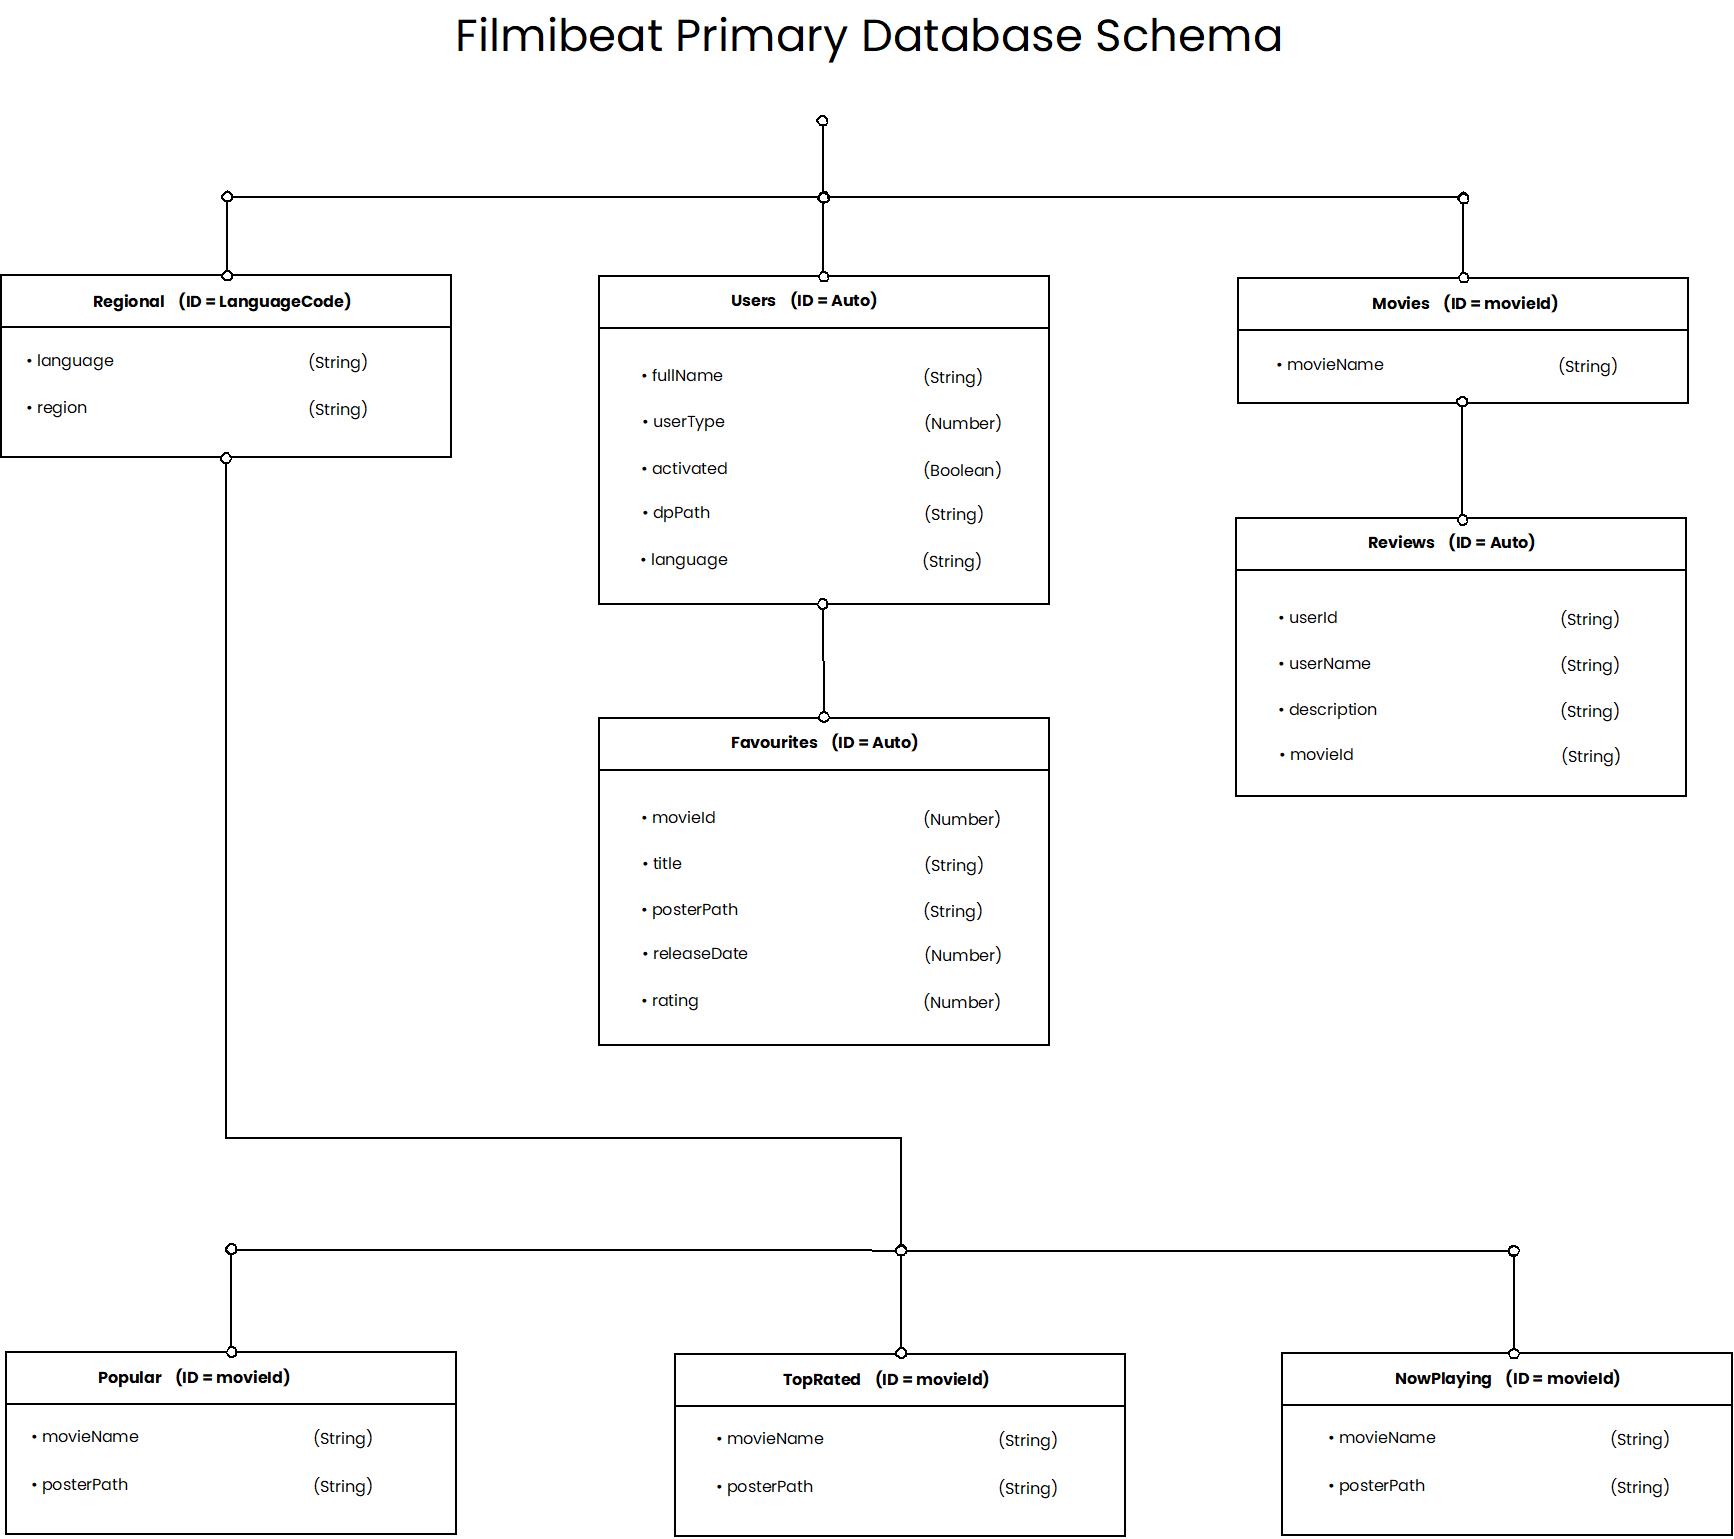 Filmibeat Primary Database Schema
Regional (ID = LanguageCode)
• language (String)
• region (String)
Users (ID = Auto)
• fullName (String)
• userType (Number)
• activated (Boolean)
• dpPath (String)
• language (String)
Movies (ID = movieId)
• movieName (String)
Reviews (ID = Auto)
• userId (String)
• userName (String)
• description (String)
• movieId (String)
Favourites (ID = Auto)
• movieId (Number)
• title (String)
• posterPath (String)
• releaseDate (Number)
• rating (Number)
Popular (ID = movieId)
• movieName (String)
• posterPath (String)
TopRated (ID = movieId)
• movieName (String)
• posterPath (String)
NowPlaying (ID = movieId)
• movieName (String)
• posterPath (String)